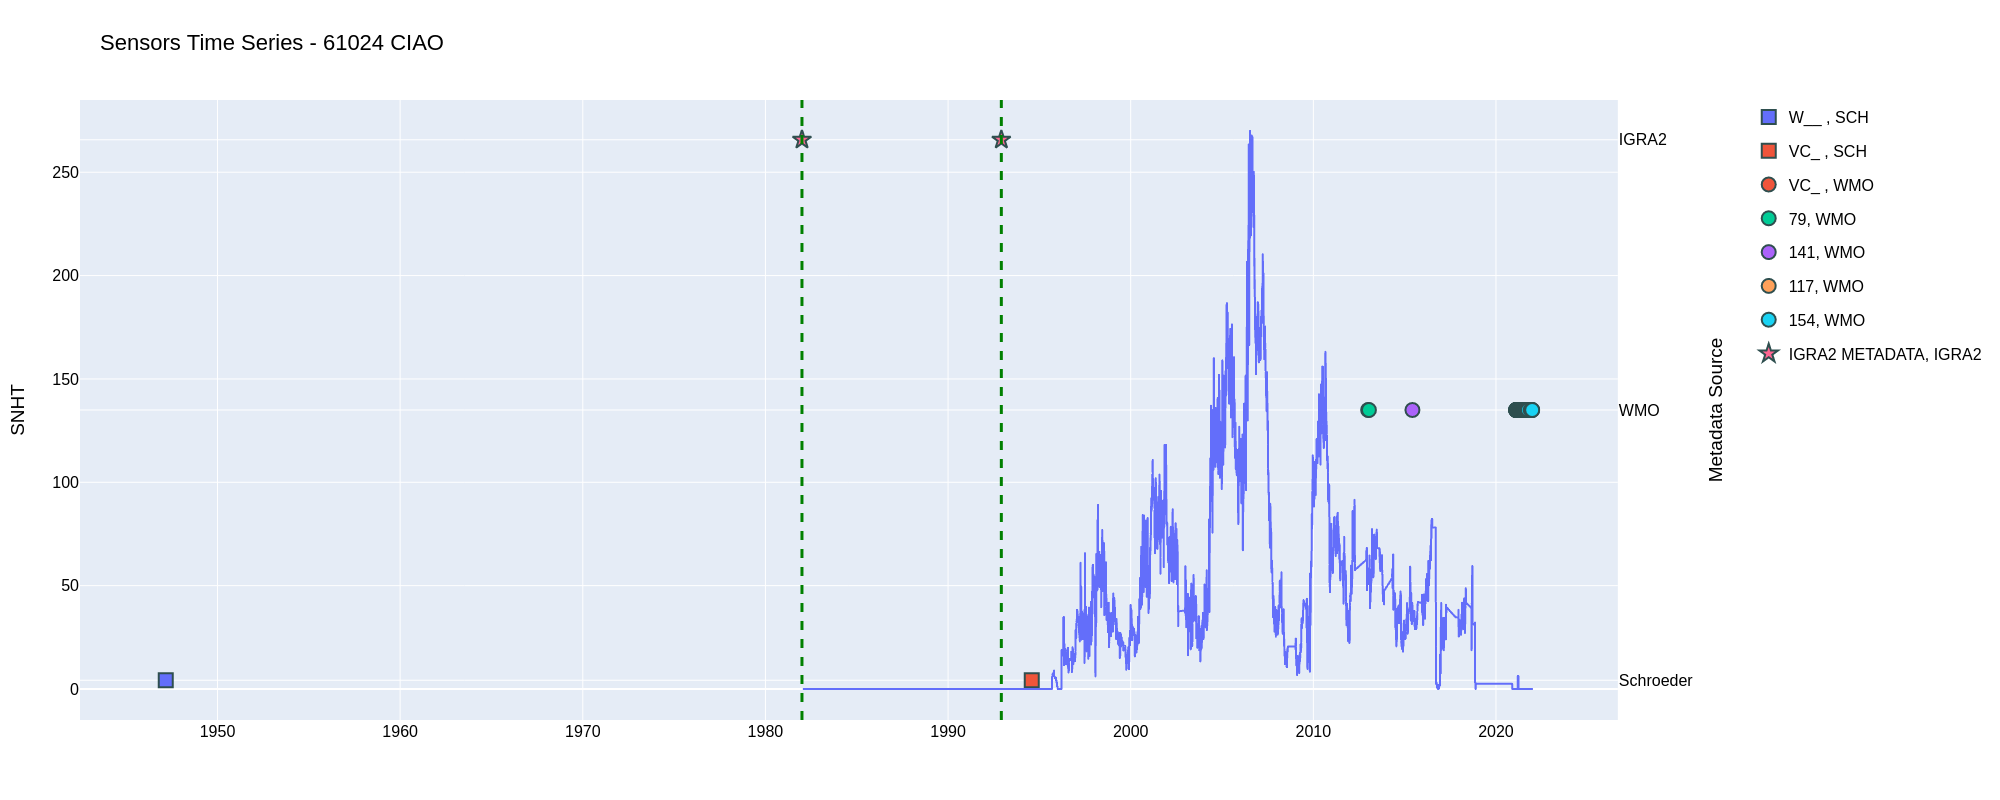 Sensors Time Series - 61024 CIAO
SNHT
250
200
150
100
50
0
1950
1960
1970
1980
1990
2000
2010
2020
IGRA2
WMO
Schroeder
Metadata Source
W__ , SCH
VC_ , SCH
VC_ , WMO
79, WMO
141, WMO
117, WMO
154, WMO
IGRA2 METADATA, IGRA2